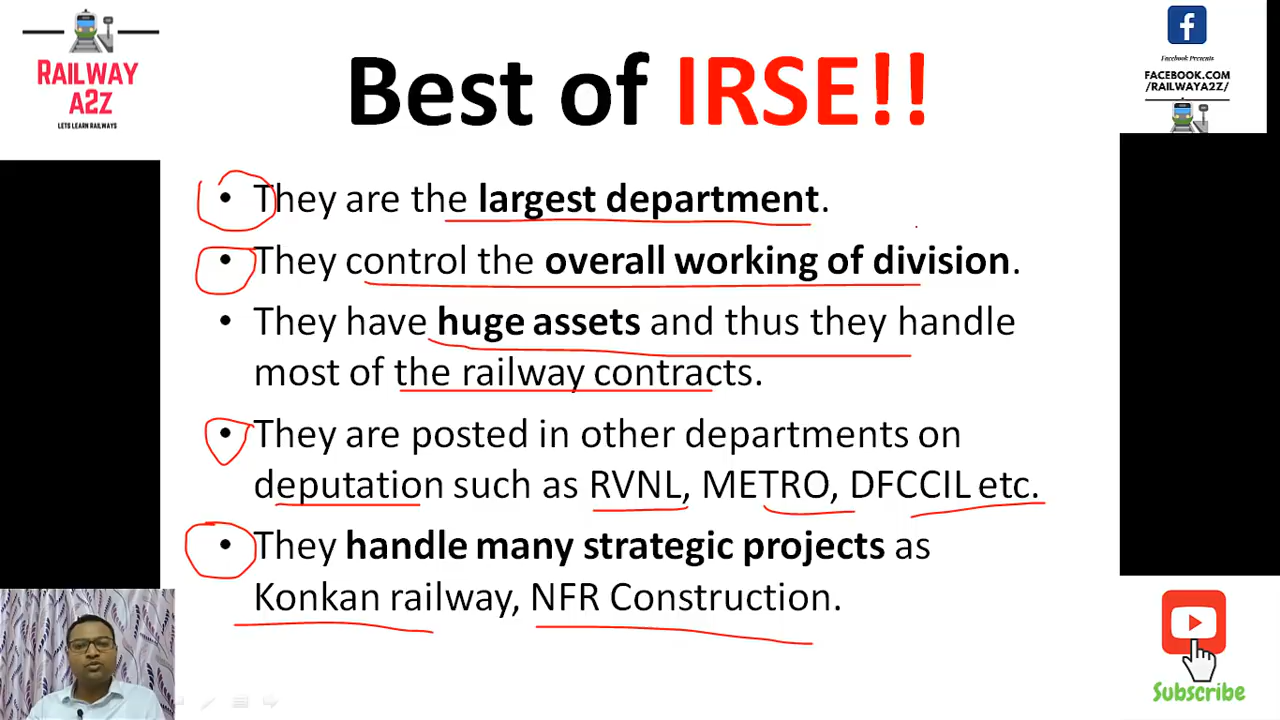 RAILWAY
A2Z
LETS LEARN RAILWAYS
Best of IRSE!!
Facebook Presents
FACEBOOK.COM
/RAILWAYA2Z/
• They are the largest department.
• They control the overall working of division.
• They have huge assets and thus they handle
most of the railway contracts.
• They are posted in other departments on
deputation such as RVNL, METRO, DFCCIL etc.
• They handle many strategic projects as
Konkan railway, NFR Construction.
Subscribe